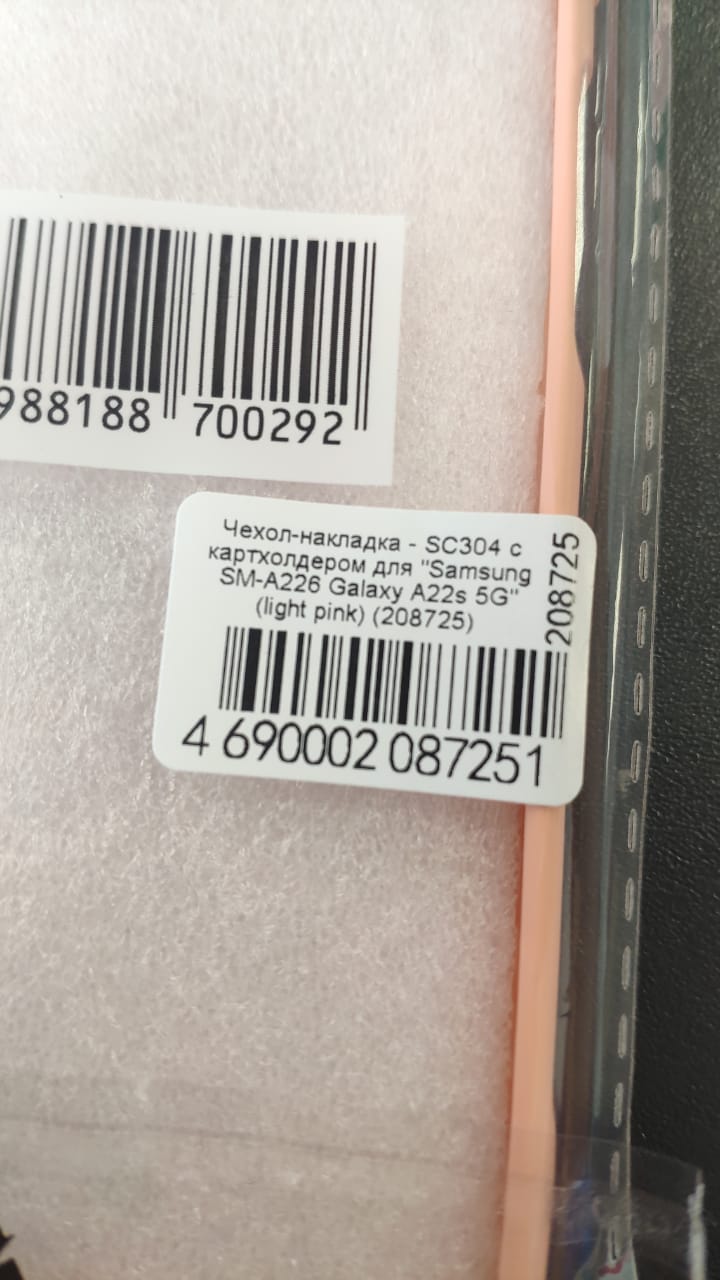 988188 700292
Чехол-накладка - SC304 с
картхолдером для "Samsung
SM-A226 Galaxy A22s 5G"
(light pink) (208725)
208725
4 690002 087251